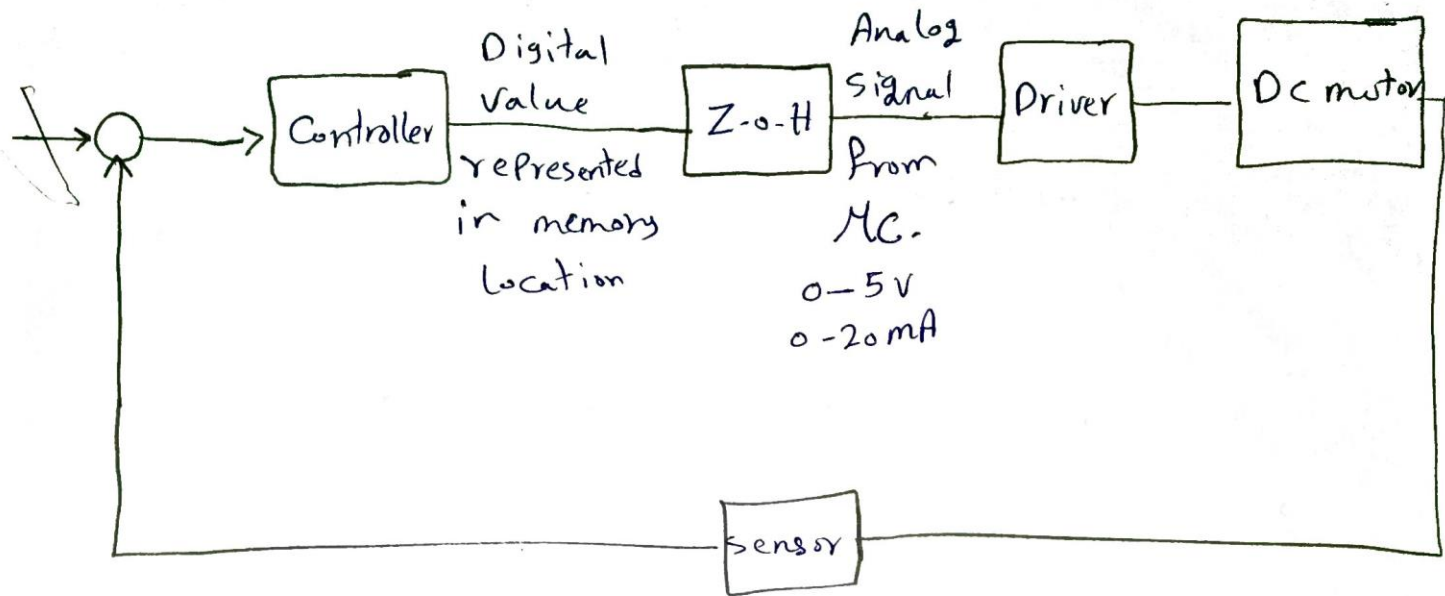 Controller
Digital
value
represented
in memory
location
Z-o-H
Analog
signal
from
MC.
0-5v
0-20mA
Driver
Dc motor
sensor